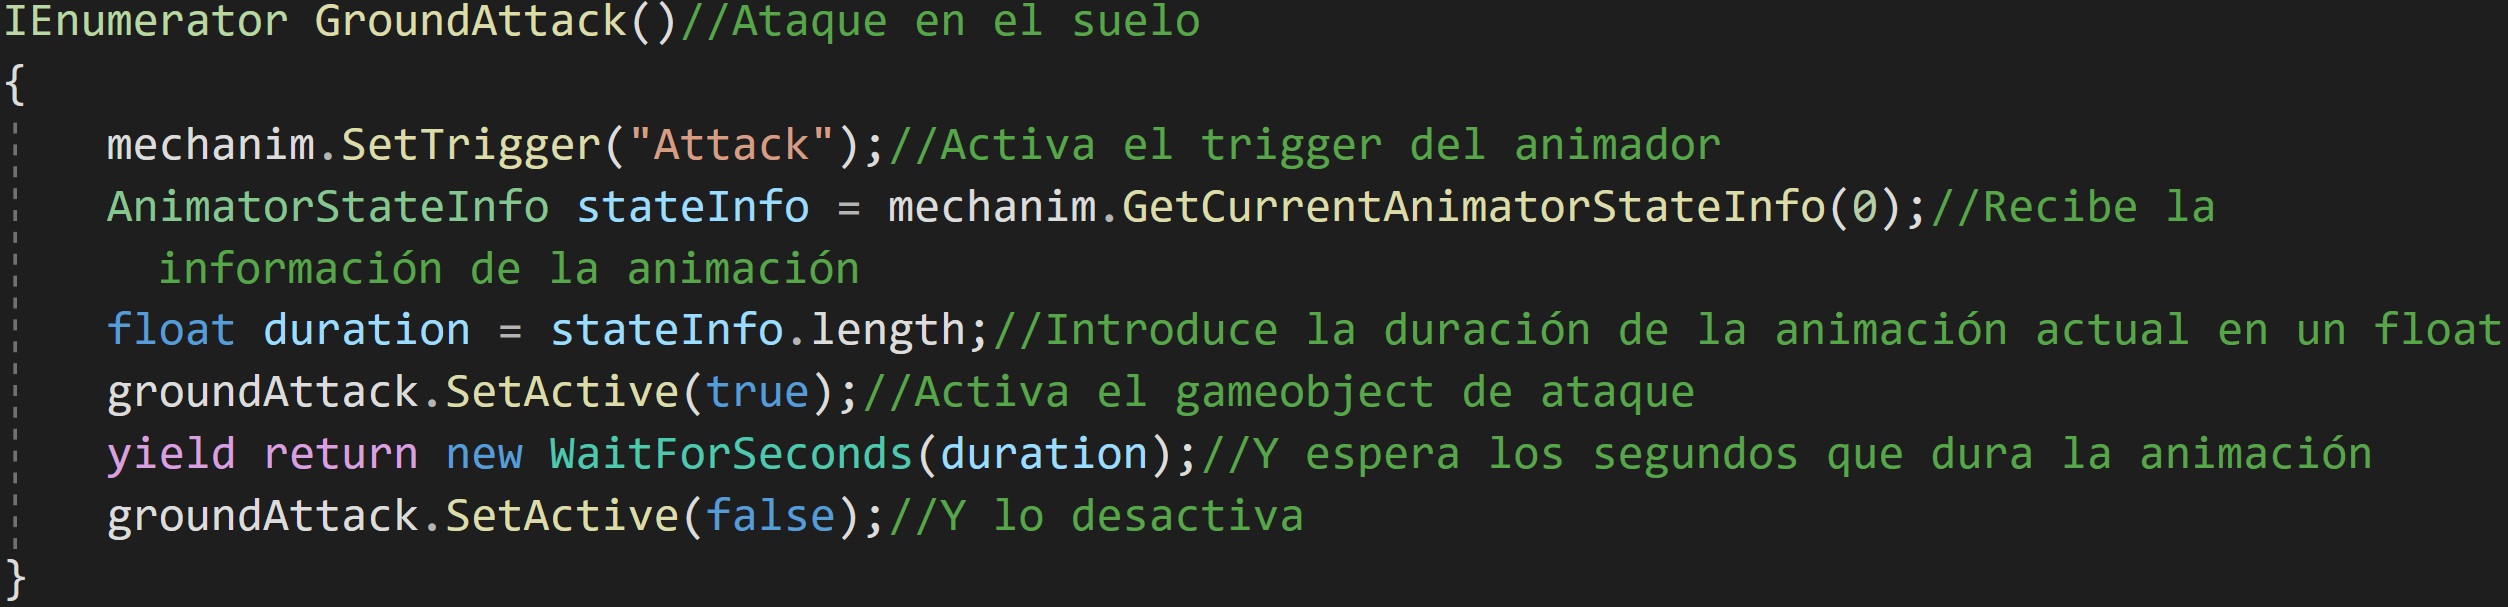 IEnumerator GroundAttack()//Ataque en el suelo
{
mechanim.SetTrigger("Attack");//Activa el trigger del animador
AnimatorStateInfo stateInfo = mechanim.GetCurrentAnimatorStateInfo(0);//Recibe la
información de la animación
float duration = stateInfo.length;//Introduce la duración de la animación actual en un float
groundAttack.SetActive(true);//Activa el gameobject de ataque
yield return new WaitForSeconds(duration);//Y espera los segundos que dura la animación
groundAttack.SetActive(false);//Y lo desactiva
}